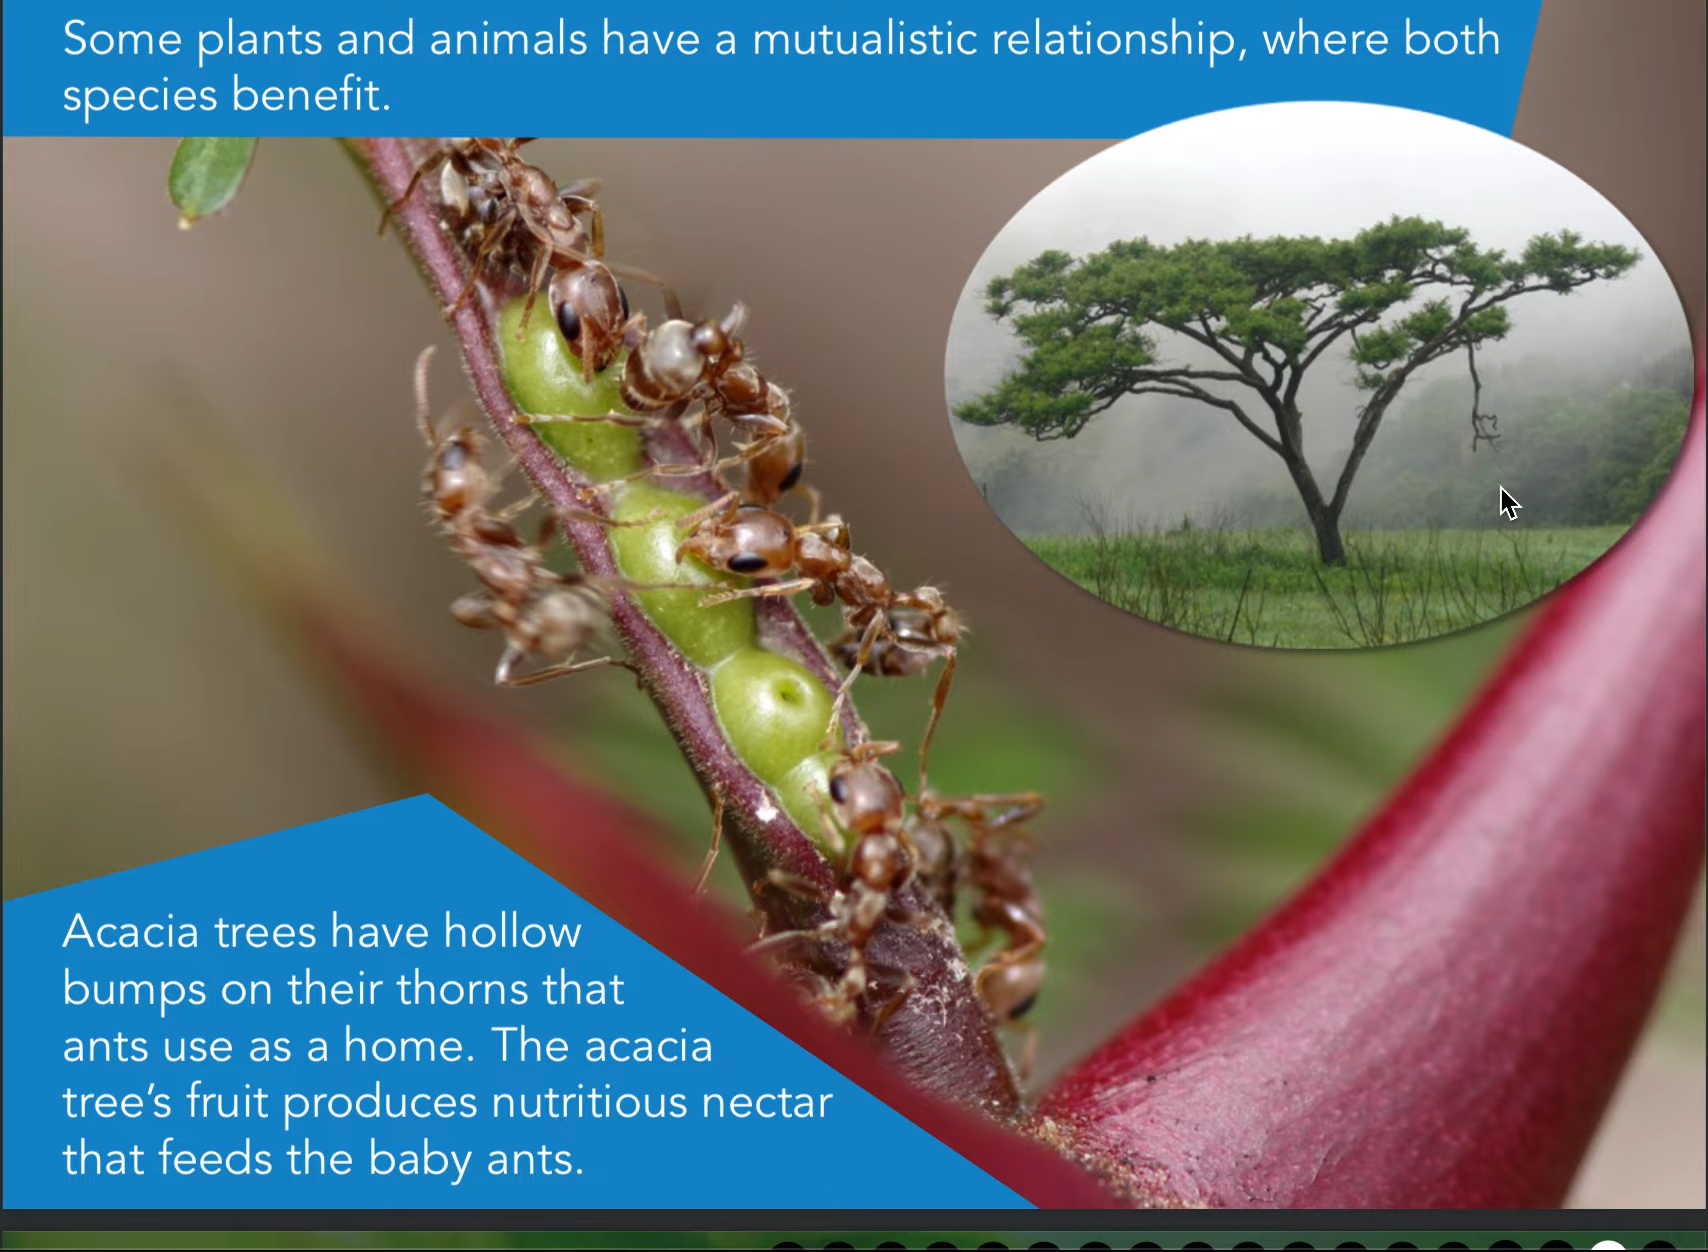 Some plants and animals have a mutualistic relationship, where both
species benefit.
Acacia trees have hollow
bumps on their thorns that
ants use as a home. The acacia
tree’s fruit produces nutritious nectar
that feeds the baby ants.